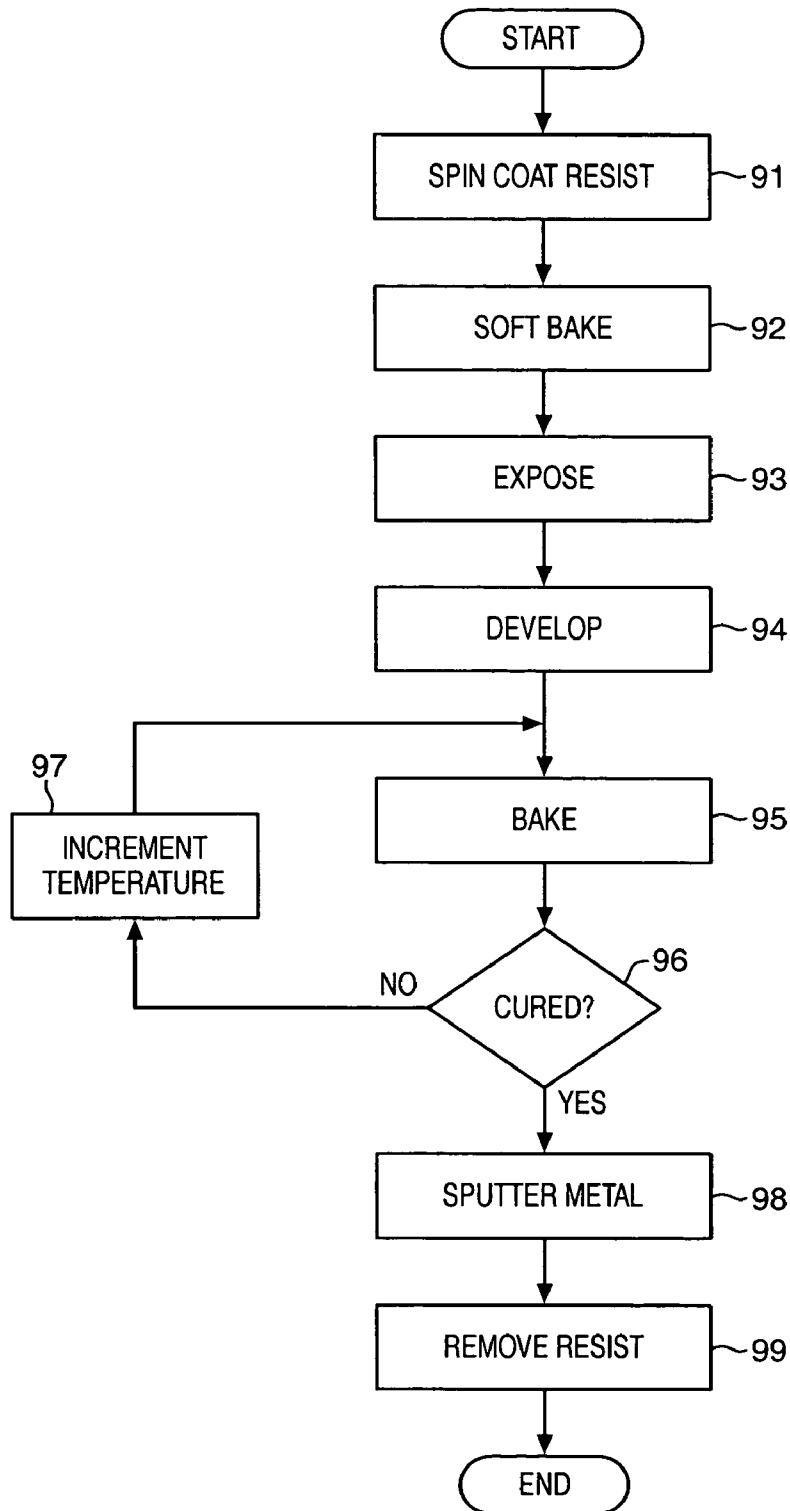 START
SPIN COAT RESIST
91
SOFT BAKE
92
EXPOSE
93
DEVELOP
94
97
INCREMENT
TEMPERATURE
BAKE
95
96
NO
CURED?
YES
SPUTTER METAL
98
REMOVE RESIST
99
END